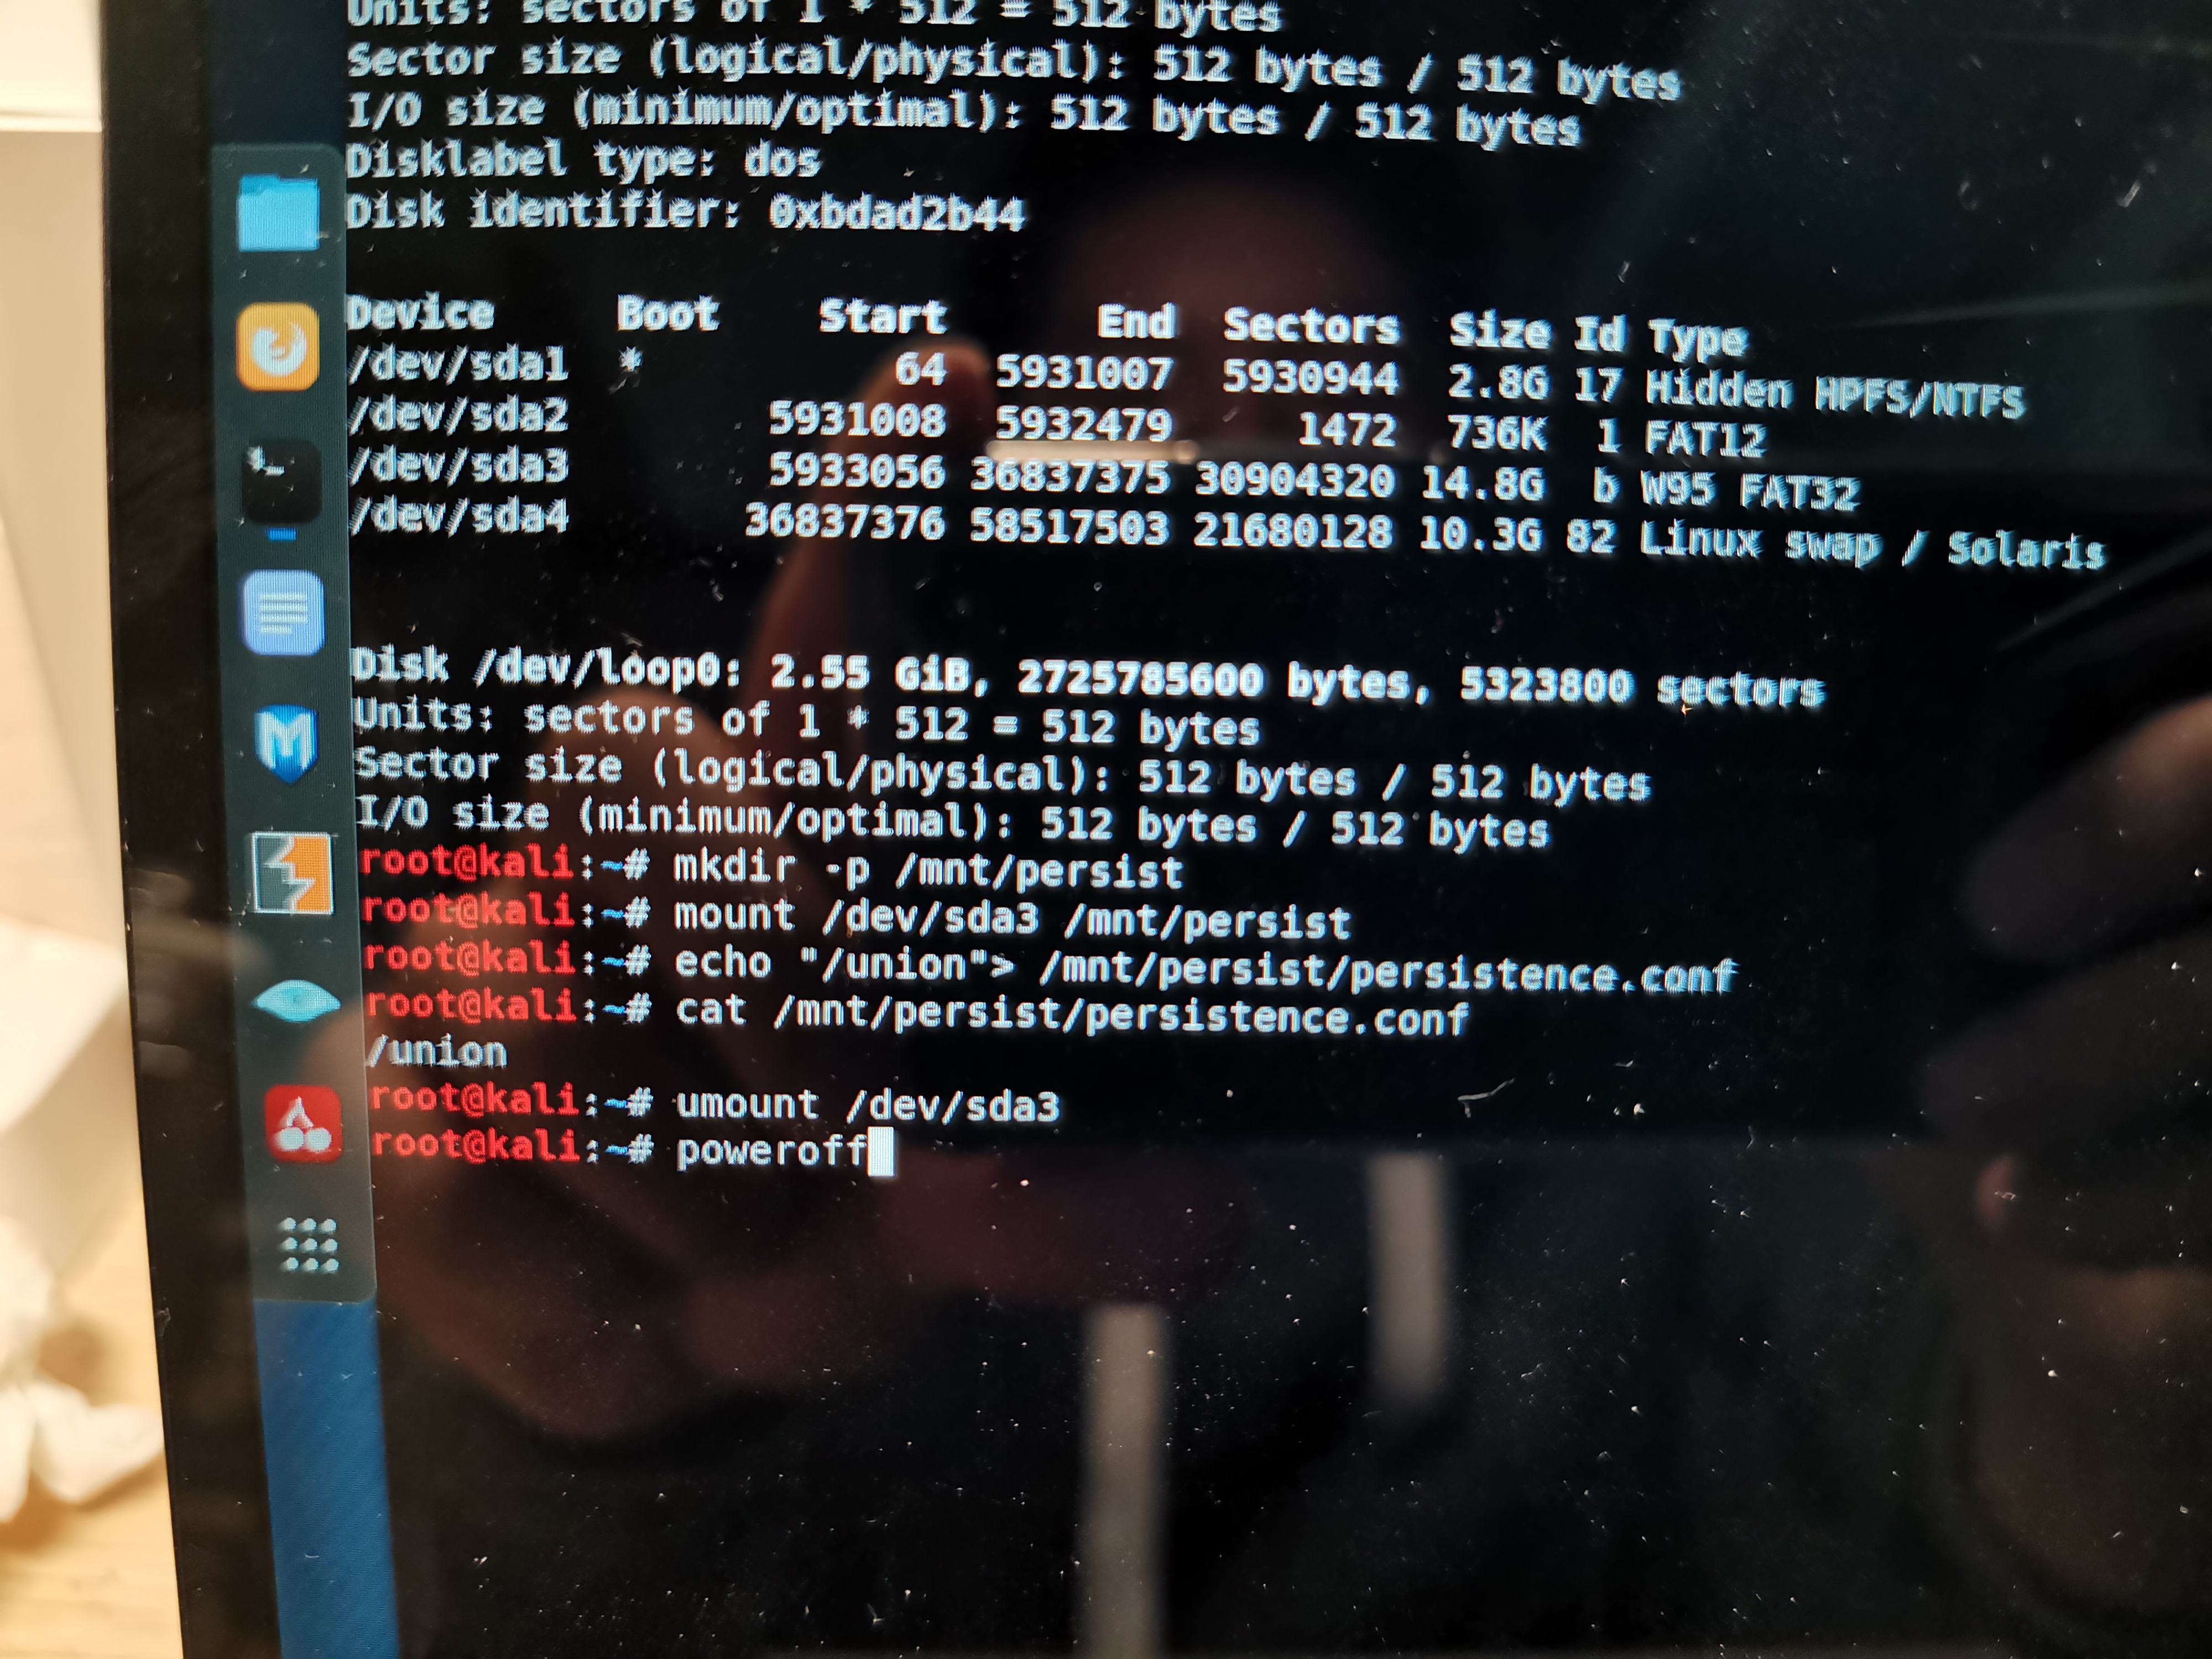 Units: sectors of 1 * 512 = 512 bytes
Sector size (logical/physical): 512 bytes / 512 bytes
I/O size (minimum/optimal): 512 bytes / 512 bytes
Disklabel type: dos
Disk identifier: 0xbdad2b44
Device Boot Start End Sectors Size Id Type
/dev/sda1 * 64 5931007 5930944 2.8G 17 Hidden HPFS/NTFS
/dev/sda2 5931008 5932479 1472 736K 1 FAT12
/dev/sda3 5933056 36837375 30904320 14.8G b W95 FAT32
/dev/sda4 36837376 58517503 21680128 10.3G 82 Linux swap / Solaris
Disk /dev/loop0: 2.55 GiB, 2725785600 bytes, 5323800 sectors
Units: sectors of 1 * 512 = 512 bytes
Sector size (logical/physical): 512 bytes / 512 bytes
I/O size (minimum/optimal): 512 bytes / 512 bytes
root@kali:~# mkdir -p /mnt/persist
root@kali:~# mount /dev/sda3 /mnt/persist
root@kali:~# echo "/union"> /mnt/persist/persistence.conf
root@kali:~# cat /mnt/persist/persistence.conf
/union
root@kali:~# umount /dev/sda3
root@kali:~# poweroff